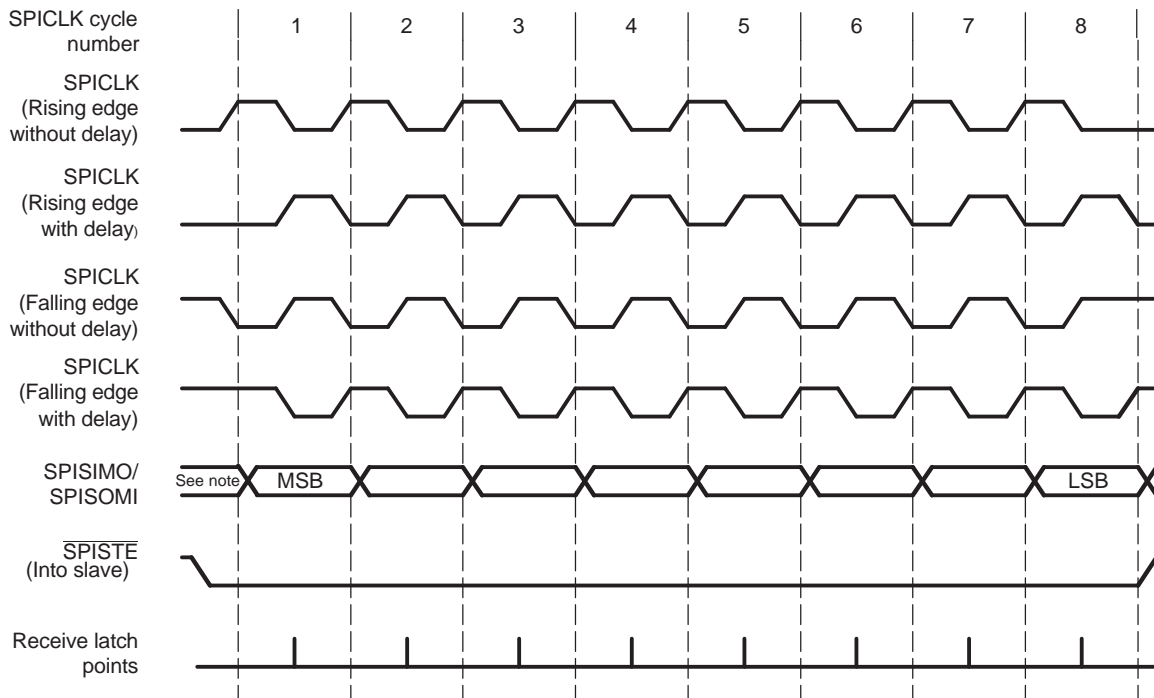 SPICLK cycle
number
1 2 3 4 5 6 7 8
SPICLK
(Rising edge
without delay)
SPICLK
(Rising edge
with delay)
SPICLK
(Falling edge
without delay)
SPICLK
(Falling edge
with delay)
SPISIMO/
SPISOMI
See note MSB LSB
SPISTE
(Into slave)
Receive latch
points